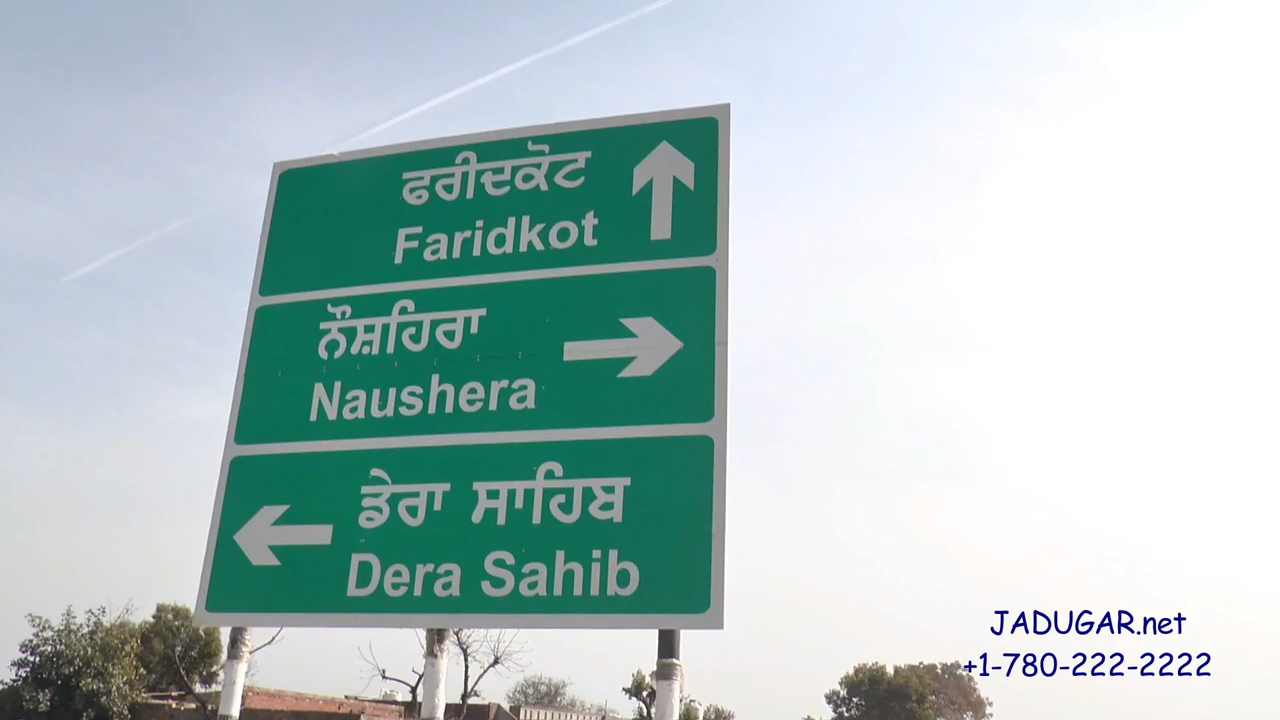 ਫਰੀਦਕੋਟ
Faridkot
ਨੌਸ਼ਹਿਰਾ
Naushera
ਡੇਰਾ ਸਾਹਿਬ
Dera Sahib
JADUGAR.net
+1-780-222-2222